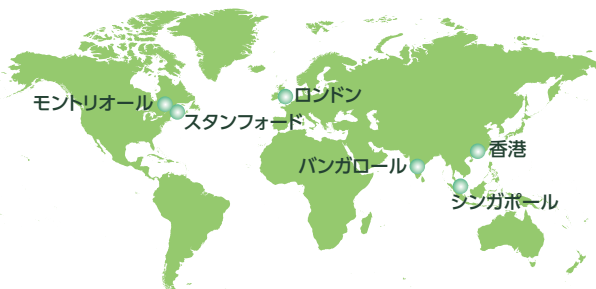 モントリオール
ロンドン
スタンフォード
香港
バンガロール
シンガポール